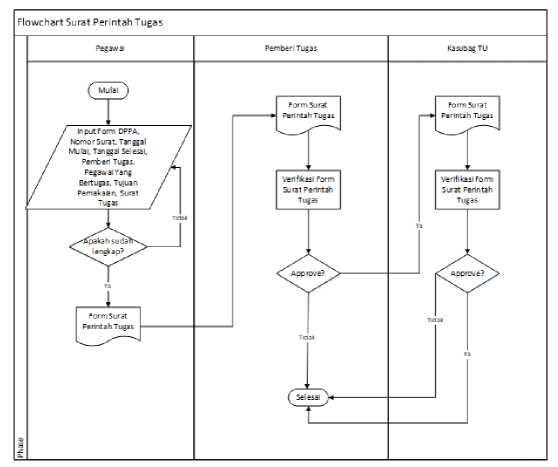 Flowchart Surat Perintah Tugas
Pegawai
Pemberi Tugas
Kasubag TU
Mulai
Input Form DPPA,
Nomor Surat, Tanggal
Mulai, Tanggal Selesai,
Pemberi Tugas,
Pegawai Yang
Bertugas, Tujuan
Pemakaian, Surat
Tugas
Tidak
Apakah sudah
lengkap?
Ya
Form Surat
Perintah Tugas
Form Surat
Perintah Tugas
Verifikasi Form
Surat Perintah
Tugas
Approve?
Ya
Tidak
Selesai
Form Surat
Perintah Tugas
Verifikasi Form
Surat Perintah
Tugas
Approve?
Tidak
Ya
Phase